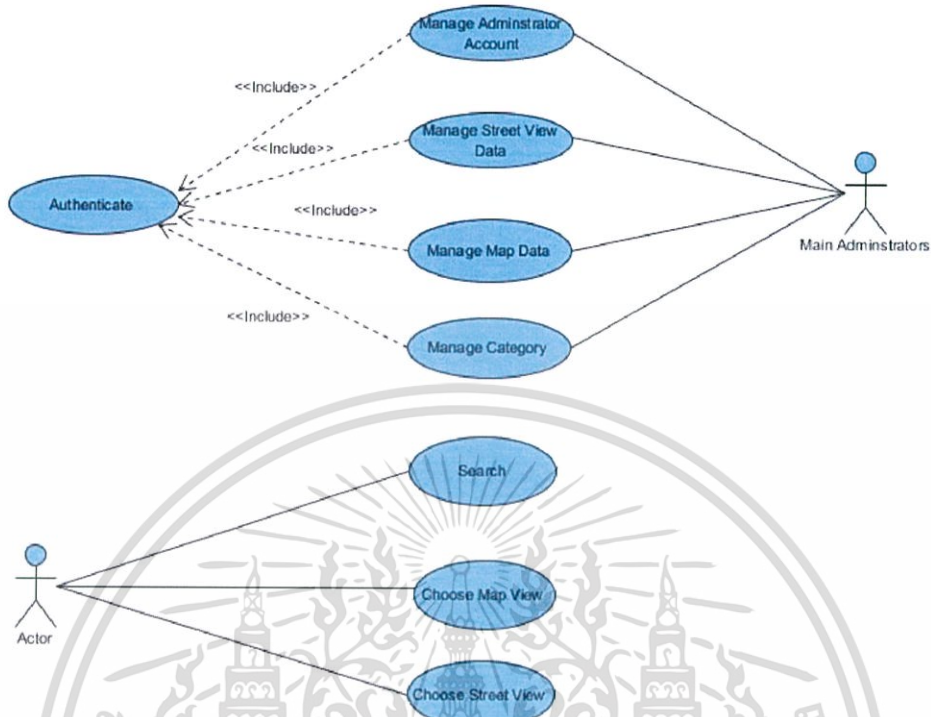 Manage Adminstrator
Account
<<Include>>
Manage Street View
Data
<<Include>>
Authenticate
<<Include>>
Manage Map Data
Main Adminstrators
<<Include>>
Manage Category
Search
Choose Map View
Actor
Choose Street View